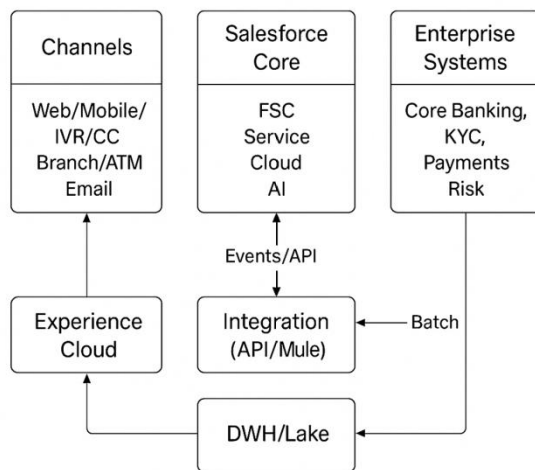 Channels
Web/Mobile/
IVR/CC
Branch/ATM
Email
Salesforce
Core
FSC
Service
Cloud
AI
Enterprise
Systems
Core Banking,
KYC,
Payments
Risk
Events/API
Experience
Cloud
Integration
(API/Mule)
Batch
DWH/Lake